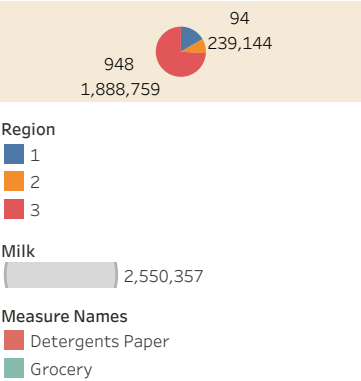 94
239,144
948
1,888,759
Region
1
2
3
Milk
2,550,357
Measure Names
Detergents Paper
Grocery